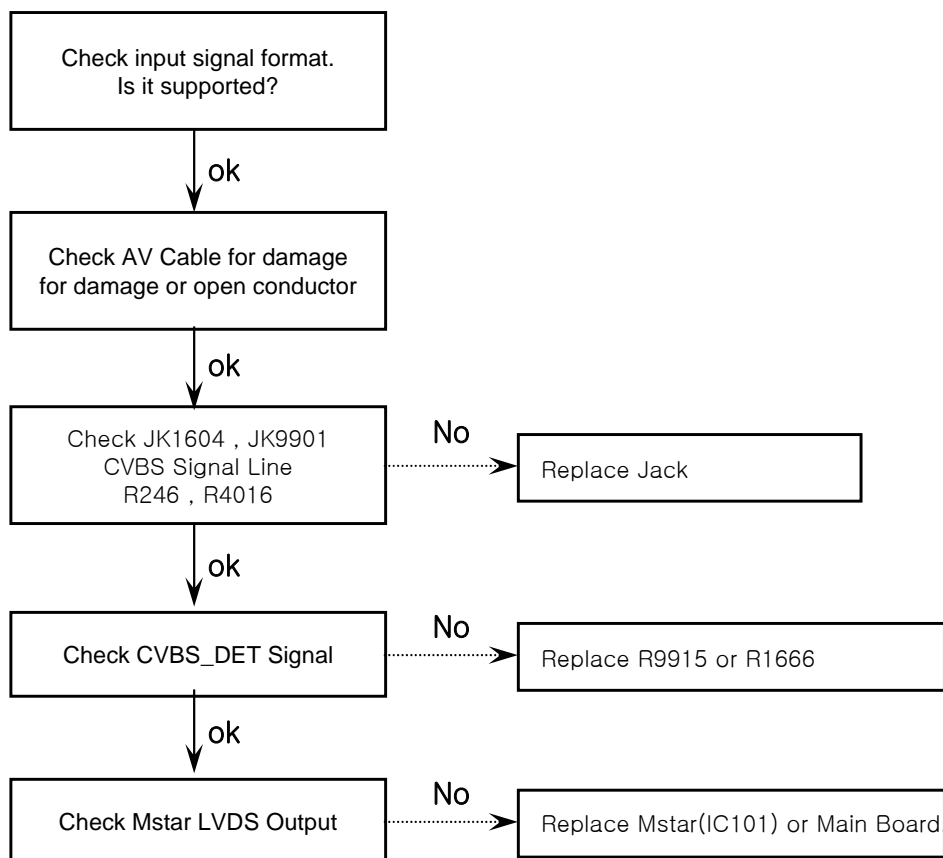 Check input signal format.
Is it supported?
ok
Check AV Cable for damage
for damage or open conductor
ok
Check JK1604 , JK9901
CVBS Signal Line
R246 , R4016
No
Replace Jack
ok
Check CVBS_DET Signal
No
Replace R9915 or R1666
ok
Check Mstar LVDS Output
No
Replace Mstar(IC101) or Main Board.